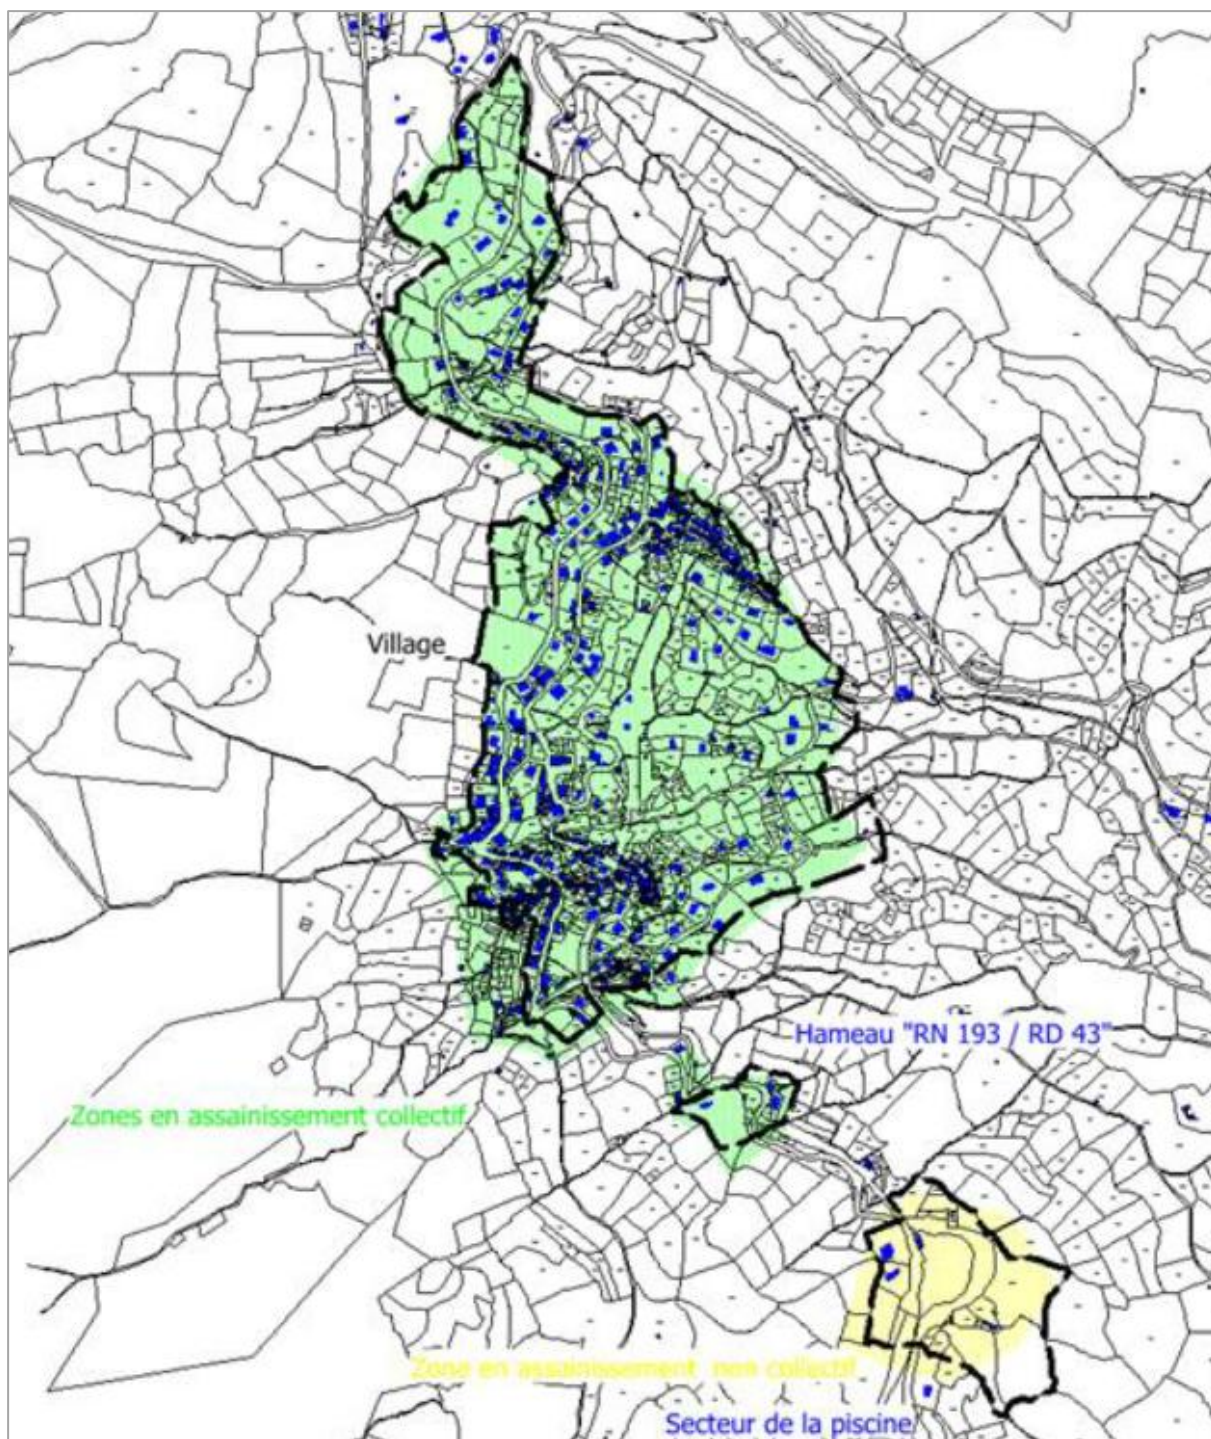 Village
Hameau "RN 193 / RD 43"
Zones en assainissement collectif
Zone en assainissement non collectif
Secteur de la piscine